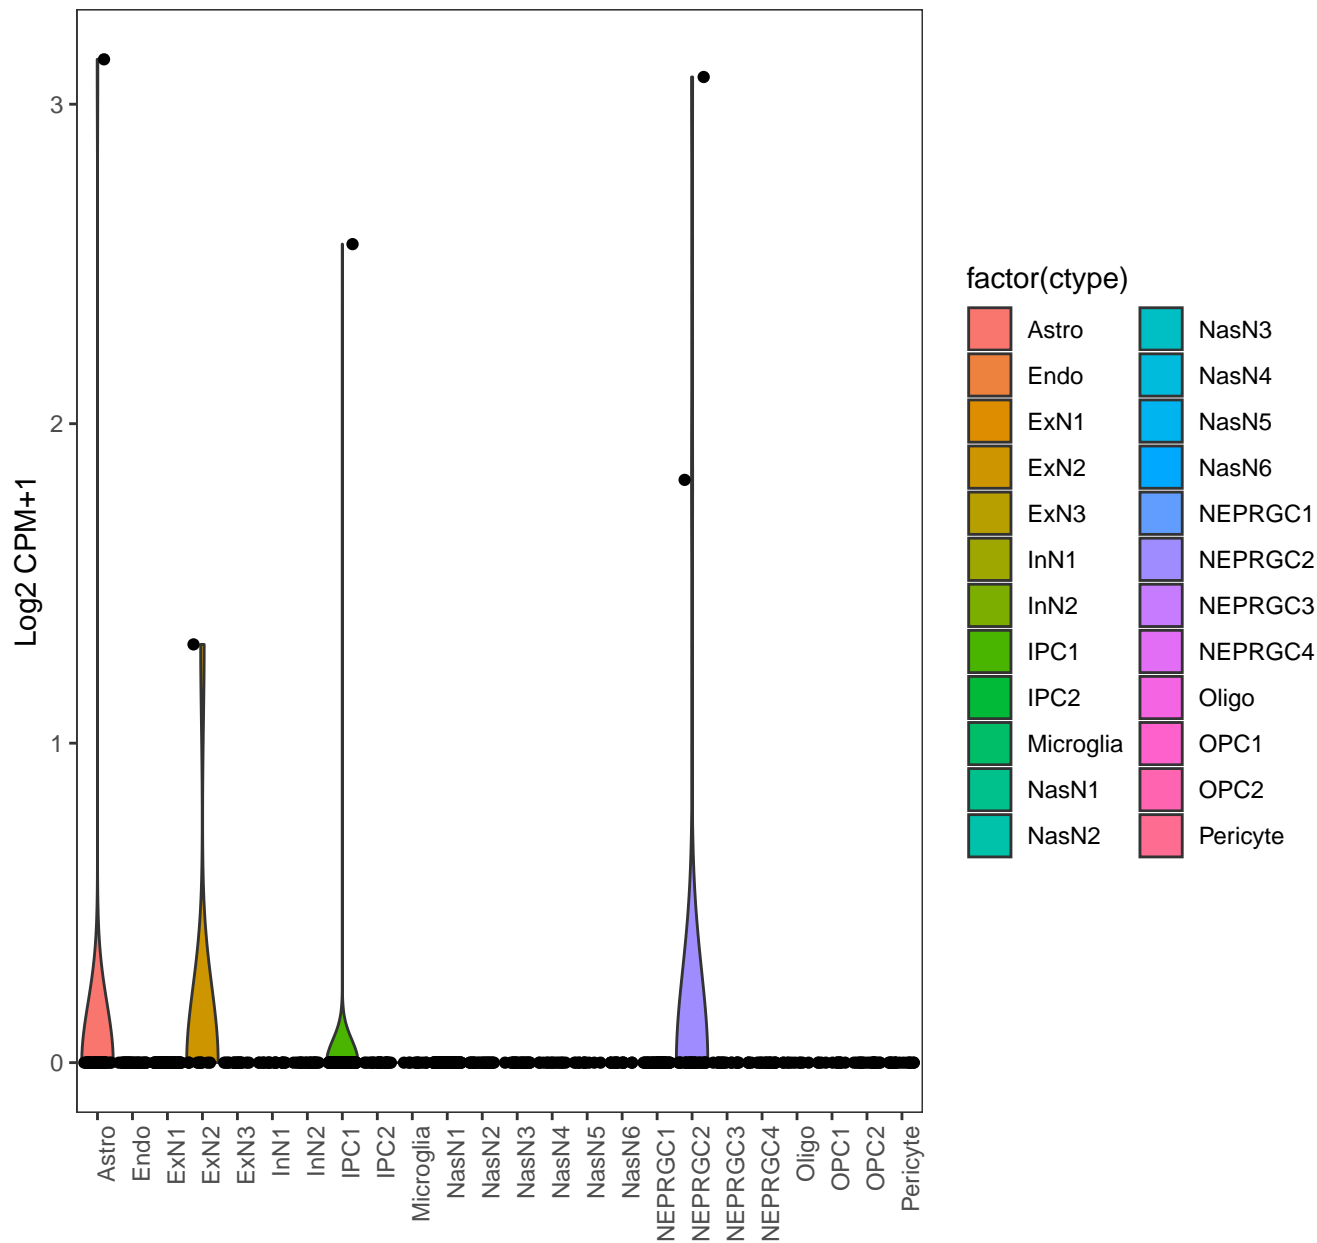 3
2
1
0
Log2 CPM+1
Astro
Endo
ExN1
ExN2
ExN3
InN1
InN2
IPC1
IPC2
Microglia
NasN1
NasN2
NasN3
NasN4
NasN5
NasN6
NEPRGC1
NEPRGC2
NEPRGC3
NEPRGC4
Oligo
OPC1
OPC2
Pericyte
factor(ctype)
Astro
Endo
ExN1
ExN2
ExN3
InN1
InN2
IPC1
IPC2
Microglia
NasN1
NasN2
NasN3
NasN4
NasN5
NasN6
NEPRGC1
NEPRGC2
NEPRGC3
NEPRGC4
Oligo
OPC1
OPC2
Pericyte